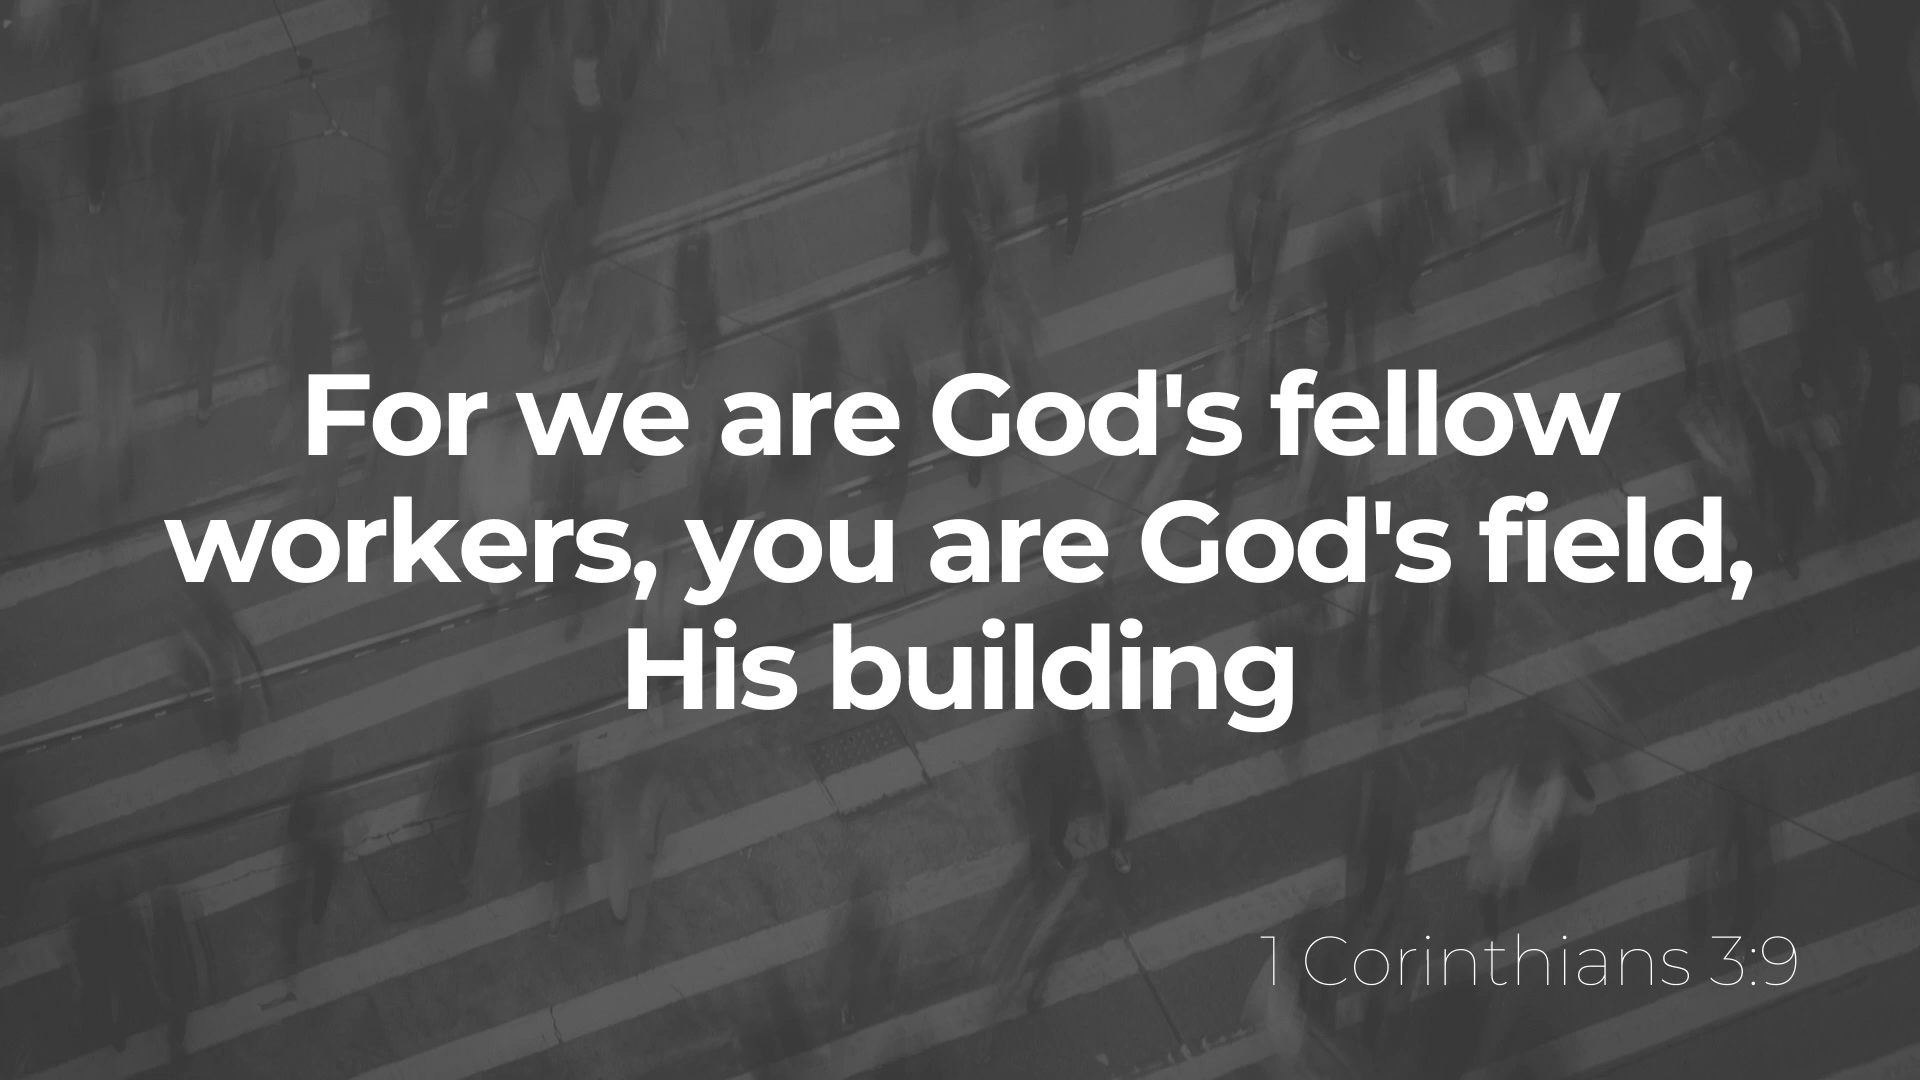 For we are God's fellow
workers, you are God's field,
His building
1 Corinthians 3:9